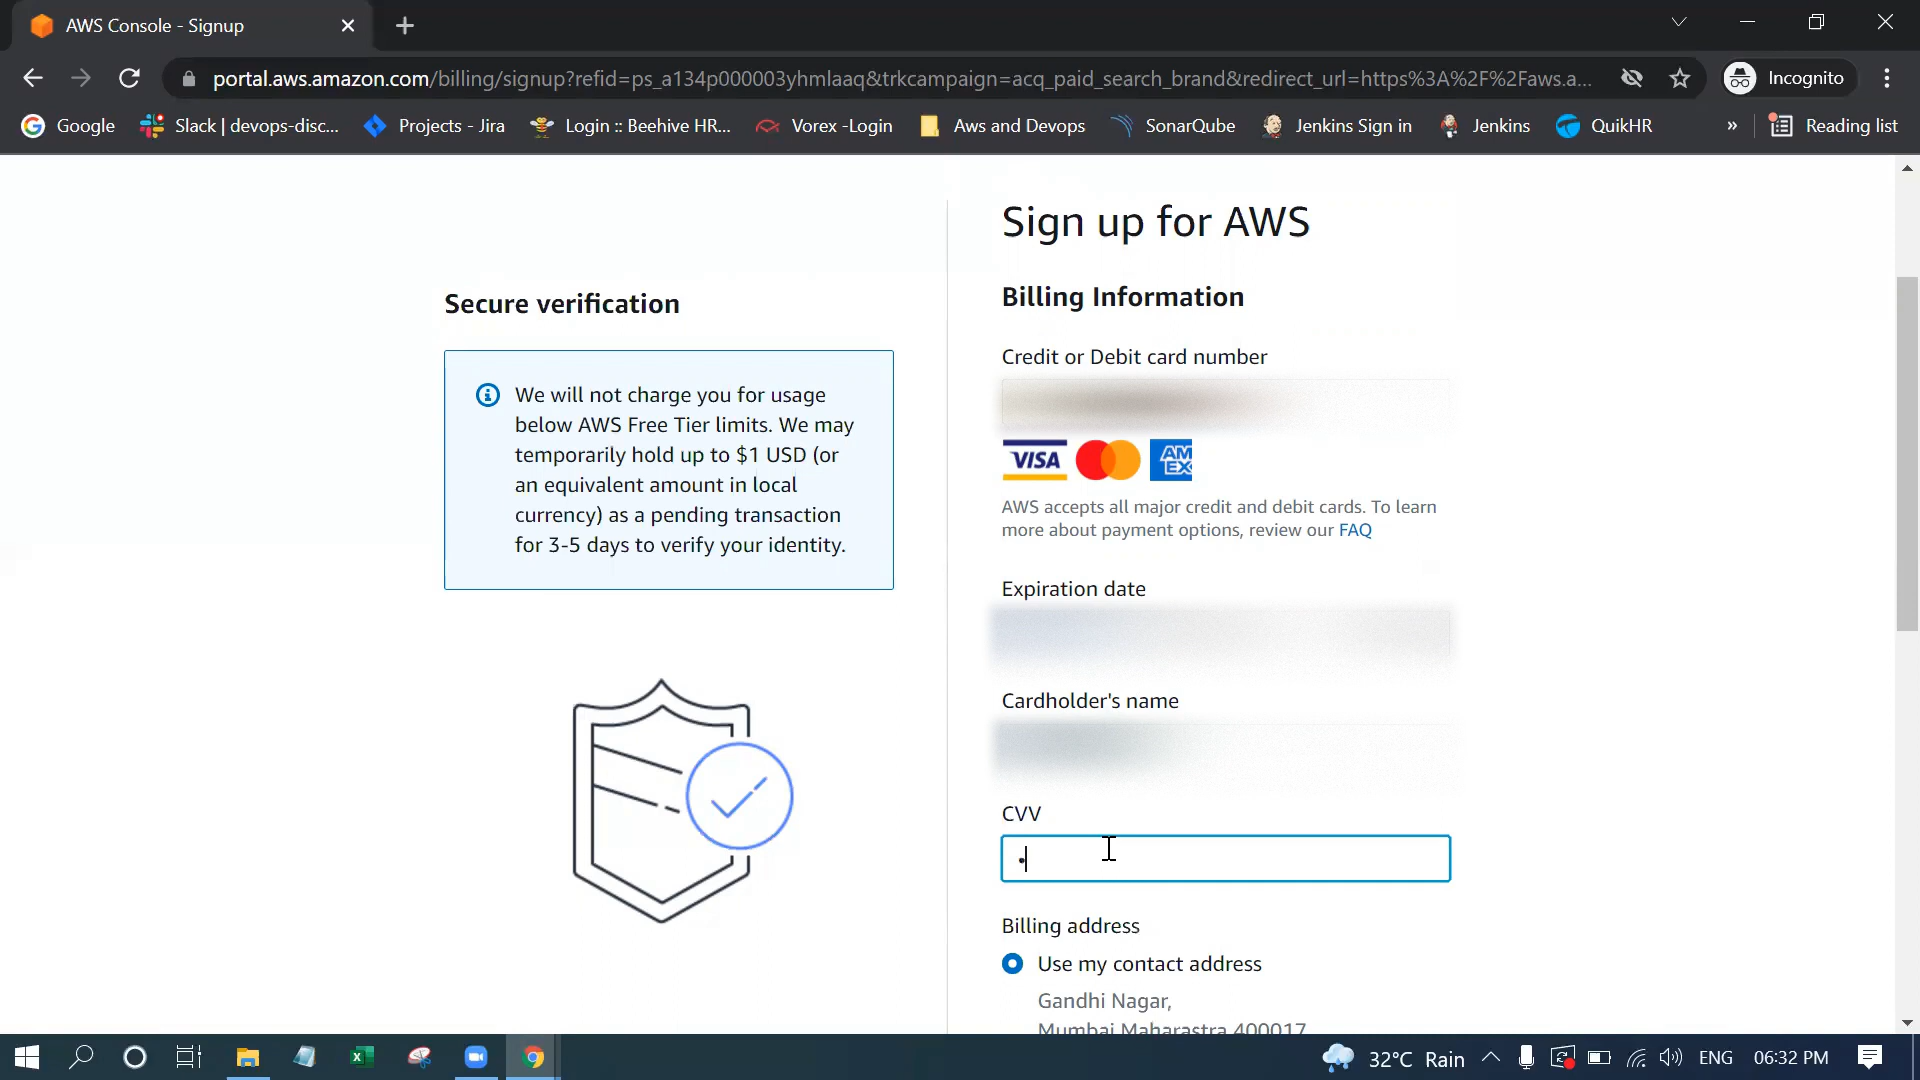 AWS Console - Signup
portal.aws.amazon.com/billing/signup?refid=ps_a134p000003yhmlaaq&trkcampaign=acq_paid_search_brand&redirect_url=https%3A%2F%2Faws.a...
Incognito
Google
Slack | devops-disc...
Projects - Jira
Login :: Beehive HR...
Vorex -Login
Aws and Devops
SonarQube
Jenkins Sign in
Jenkins
QuikHR
»
Reading list
Sign up for AWS
Secure verification
We will not charge you for usage
below AWS Free Tier limits. We may
temporarily hold up to $1 USD (or
an equivalent amount in local
currency) as a pending transaction
for 3-5 days to verify your identity.
Billing Information
Credit or Debit card number
VISA
AM
EX
AWS accepts all major credit and debit cards. To learn
more about payment options, review our FAQ
Expiration date
Cardholder's name
CVV
Billing address
Use my contact address
Gandhi Nagar,
Mumbai Maharastra 400017
32°C Rain
ENG
06:32 PM